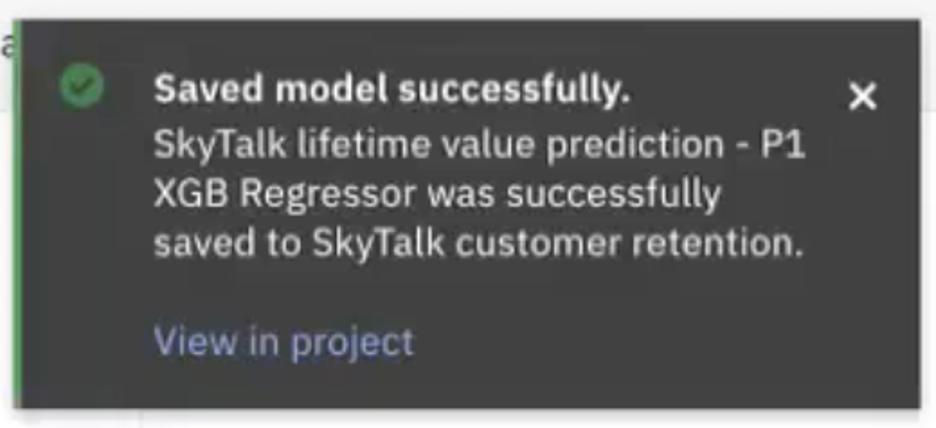 Saved model successfully.
SkyTalk lifetime value prediction - P1
XGB Regressor was successfully
saved to SkyTalk customer retention.
View in project